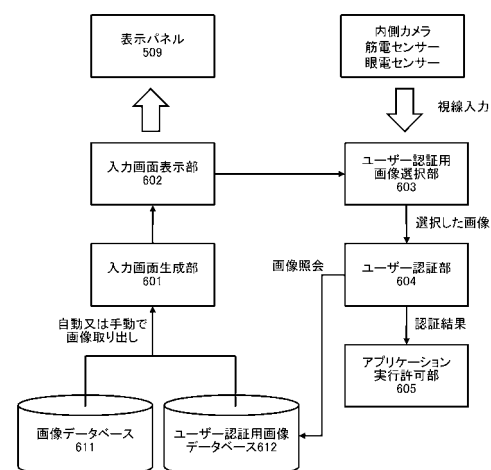 表示パネル
509
内側カメラ
筋電センサー
眼電センサー
視線入力
入力画面表示部
602
ユーザー認証用
画像選択部
603
選択した画像
入力画面生成部
601
画像照会
ユーザー認証部
604
自動又は手動で
画像取り出し
認証結果
アプリケーション
実行許可部
605
画像データベース
611
ユーザー認証用画像
データベース612